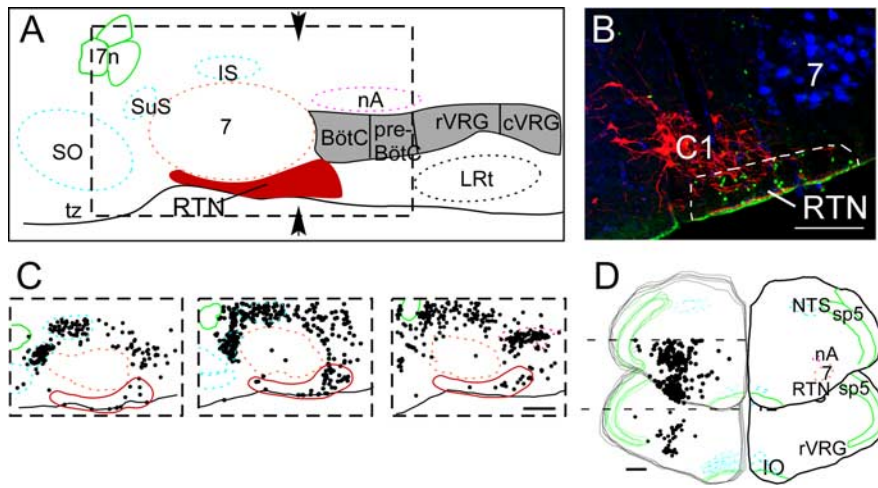 A
7n
IS
SuS
nA
7
BötC
pre-
BötC
rVRG
cVRG
SO
LRt
tz
RTN
B
7
C1
RTN
C
D
NTS
sp5
nA
7
RTN
sp5
rVRG
IO